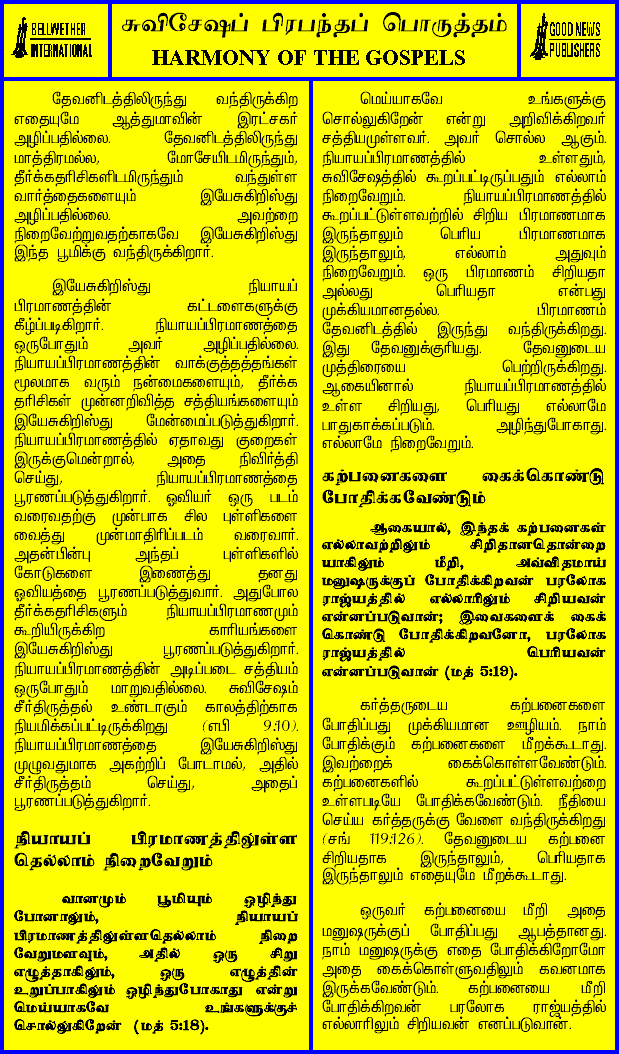 BELLWETHER
INTERNATIONAL
சுவிசேஷப் பிரபந்தப் பொருத்தம்
HARMONY OF THE GOSPELS
GOOD NEWS
PUBLISHERS
தேவனிடத்திலிருந்து வந்திருக்கிற
எதையுமே ஆத்துமாவின் இரட்சகர்
அழிப்பதில்லை. தேவனிடத்திலிருந்து
மாத்திரமல்ல, மோசேயிடமிருந்தும்,
தீர்க்கதரிசிகளிடமிருந்தும் வந்துள்ள
வார்த்தைகளையும் இயேசுகிறிஸ்து
அழிப்பதில்லை. அவற்றை
நிறைவேற்றுவதற்காகவே இயேசுகிறிஸ்து
இந்த பூமிக்கு வந்திருக்கிறார்.
இயேசுகிறிஸ்து நியாயப்
பிரமாணத்தின் கட்டளைகளுக்கு
கீழ்ப்படிகிறார். நியாயப்பிரமாணத்தை
ஒருபோதும் அவர் அழிப்பதில்லை.
நியாயப்பிரமாணத்தின் வாக்குத்தத்தங்கள்
மூலமாக வரும் நன்மைகளையும், தீர்க்க
தரிசிகள் முன்னறிவித்த சத்தியங்களையும்
இயேசுகிறிஸ்து மேன்மைப்படுத்துகிறார்.
நியாயப்பிரமாணத்தில் ஏதாவது குறைகள்
இருக்குமென்றால், அதை நிவிர்த்தி
செய்து, நியாயப்பிரமாணத்தை
பூரணப்படுத்துகிறார். ஓவியர் ஒரு படம்
வரைவதற்கு முன்பாக சில புள்ளிகளை
வைத்து முன்மாதிரிப்படம் வரைவார்.
அதன்பின்பு அந்தப் புள்ளிகளில்
கோடுகளை இணைத்து தனது
ஓவியத்தை பூரணப்படுத்துவார். அதுபோல
தீர்க்கதரிசிகளும் நியாயப்பிரமாணமும்
கூறியிருக்கிற காரியங்களை
இயேசுகிறிஸ்து பூரணப்படுத்துகிறார்.
நியாயப்பிரமாணத்தின் அடிப்படை சத்தியம்
ஒருபோதும் மாறுவதில்லை. சுவிசேஷம்
சீர்திருத்தல் உண்டாகும் காலத்திற்காக
நியமிக்கப்பட்டிருக்கிறது (எபி 9:10).
நியாயப்பிரமாணத்தை இயேசுகிறிஸ்து
முழுவதுமாக அகற்றிப் போடாமல், அதில்
சீர்திருத்தம் செய்து, அதைப்
பூரணப்படுத்துகிறார்.
நியாயப் பிரமாணத்திலுள்ள
தெல்லாம் நிறைவேறும்
வானமும் பூமியும் ஒழிந்து
போனாலும், நியாயப்
பிரமாணத்திலுள்ளதெல்லாம் நிறை
வேறுமளவும், அதில் ஒரு சிறு
எழுத்தாகிலும், ஒரு எழுத்தின்
உறுப்பாகிலும் ஒழிந்துபோகாது என்று
மெய்யாகவே உங்களுக்குச்
சொல்லுகிறேன் (மத் 5:18).
மெய்யாகவே உங்களுக்கு
சொல்லுகிறேன் என்று அறிவிக்கிறவர்
சத்தியமுள்ளவர். அவர் சொல்ல ஆகும்.
நியாயப்பிரமாணத்தில் உள்ளதும்,
சுவிசேஷத்தில் கூறப்பட்டிருப்பதும் எல்லாம்
நிறைவேறும். நியாயப்பிரமாணத்தில்
கூறப்பட்டுள்ளவற்றில் சிறிய பிரமாணமாக
இருந்தாலும் பெரிய பிரமாணமாக
இருந்தாலும், எல்லாம் அதுவும்
நிறைவேறும். ஒரு பிரமாணம் சிறியதா
அல்லது பெரியதா என்பது
முக்கியமானதல்ல. பிரமாணம்
தேவனிடத்தில் இருந்து வந்திருக்கிறது.
இது தேவனுக்குரியது. தேவனுடைய
முத்திரையை பெற்றிருக்கிறது.
ஆகையினால் நியாயப்பிரமாணத்தில்
உள்ள சிறியது, பெரியது எல்லாமே
பாதுகாக்கப்படும். அழிந்துபோகாது.
எல்லாமே நிறைவேறும்.
கற்பனைகளை கைக்கொண்டு
போதிக்கவேண்டும்
ஆகையால், இந்தக் கற்பனைகள்
எல்லாவற்றிலும் சிறிதானதொன்றை
யாகிலும் மீறி, அவ்விதமாய்
மனுஷருக்குப் போதிக்கிறவன் பரலோக
ராஜ்யத்தில் எல்லாரிலும் சிறியவன்
என்னப்படுவான்; இவைகளைக் கைக்
கொண்டு போதிக்கிறவனோ, பரலோக
ராஜ்யத்தில் பெரியவன்
என்னப்படுவான் (மத் 5:19).
கர்த்தருடைய கற்பனைகளை
போதிப்பது முக்கியமான ஊழியம். நாம்
போதிக்கும் கற்பனைகளை மீறக்கூடாது.
இவற்றைக் கைக்கொள்ளவேண்டும்.
கற்பனைகளில் கூறப்பட்டுள்ளவற்றை
உள்ளபடியே போதிக்கவேண்டும். நீதியை
செய்ய கர்த்தருக்கு வேளை வந்திருக்கிறது
(சங் 119:126). தேவனுடைய கற்பனை
சிறியதாக இருந்தாலும், பெரியதாக
இருந்தாலும் எதையுமே மீறக்கூடாது.
ஒருவர் கற்பனையை மீறி அதை
மனுஷருக்குப் போதிப்பது ஆபத்தானது.
நாம் மனுஷருக்கு எதை போதிக்கிறோமோ
அதை கைக்கொள்ளுவதிலும் கவனமாக
இருக்கவேண்டும். கற்பனையை மீறி
போதிக்கிறவன் பரலோக ராஜ்யத்தில்
எல்லாரிலும் சிறியவன் எனப்படுவான்.